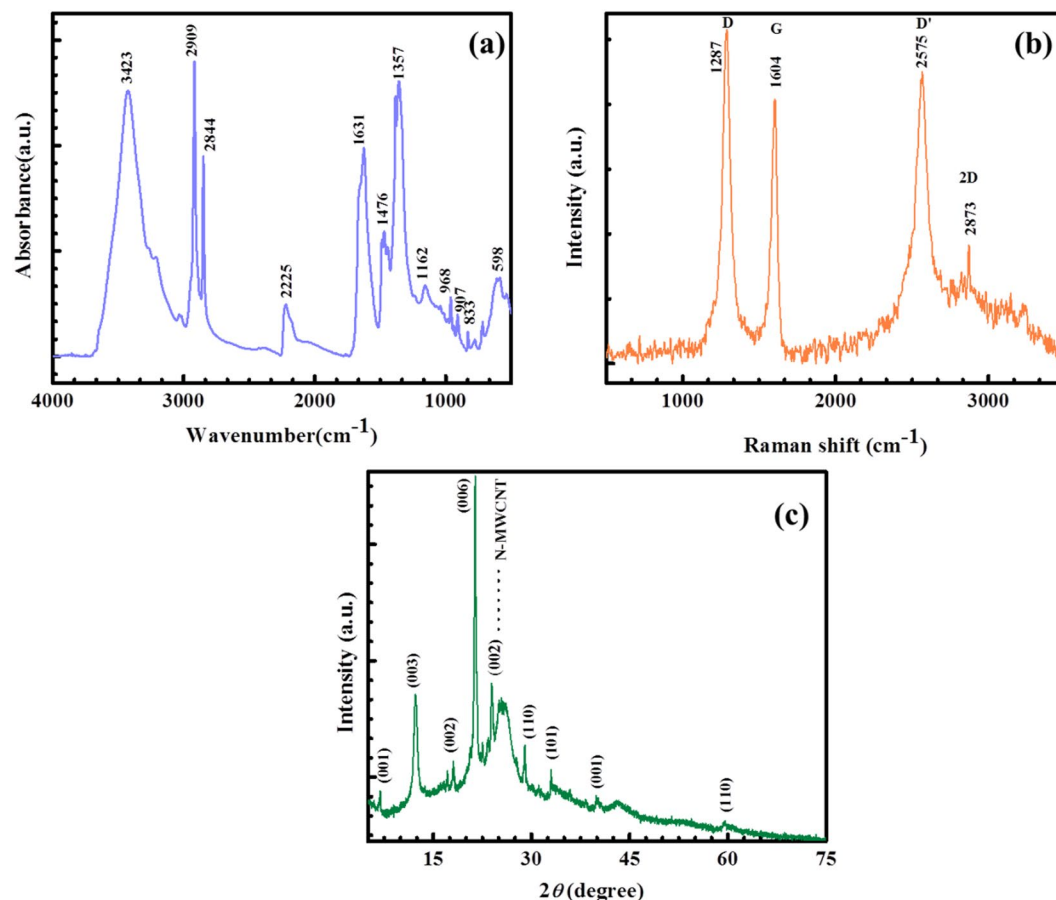 (a)
3423
2909
2844
2225
1631
1476
1357
1162
968
907
833
598
Absorbance(a.u.)
4000
3000
2000
1000
Wavenumber(cm-1)
(b)
D
1287
G
1604
D'
2575
2D
2873
Intensity (a.u.)
1000
2000
3000
Raman shift (cm-1)
(c)
(001)
(003)
(002)
(006)
(002)
N-MWCNT
(110)
(101)
(001)
(110)
Intensity (a.u.)
15
30
45
60
75
2θ (degree)